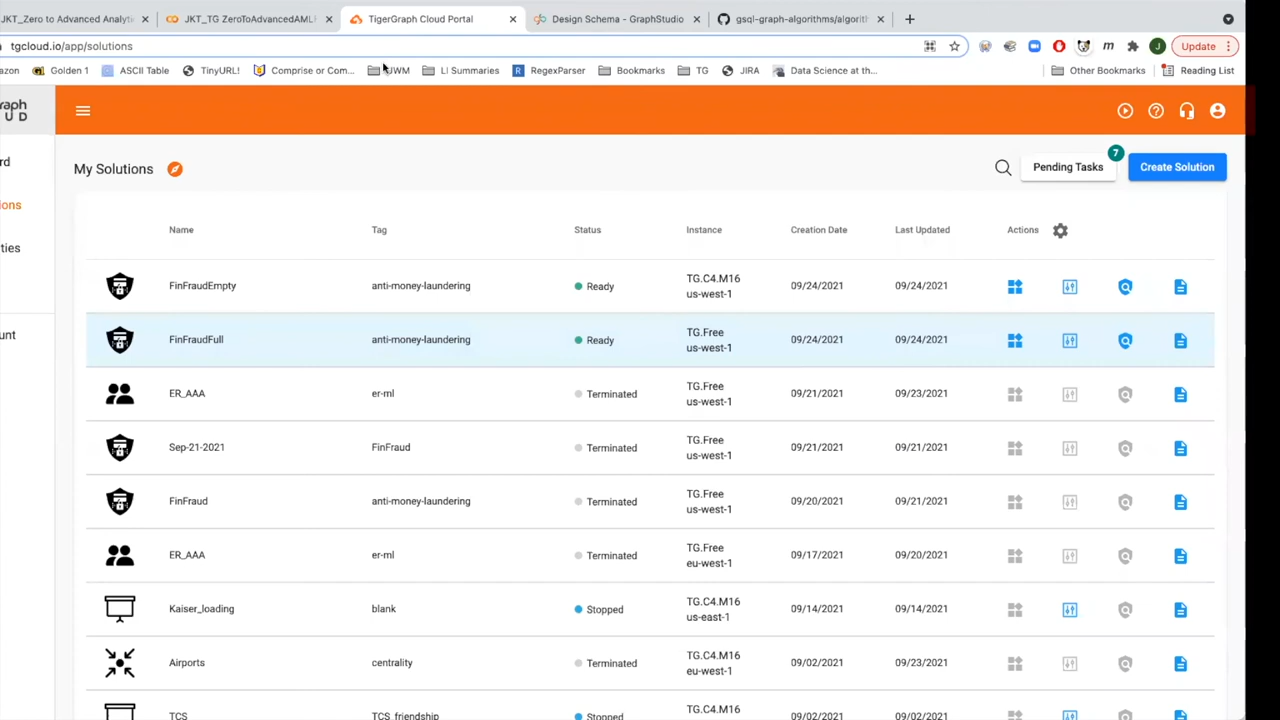 JKT_Zero to Advanced Analyti
JKT_TG ZeroToAdvancedAMLF
TigerGraph Cloud Portal
Design Schema - GraphStudio
gsql-graph-algorithms/algorith
tgcloud.io/app/solutions
m
J
Update
azon
Golden 1
ASCII Table
TinyURL!
Comprise or Com...
JWM
LI Summaries
R
RegexParser
Bookmarks
TG
JIRA
Data Science at th...
Other Bookmarks
Reading List
raph
U D
rd
ions
ties
unt
My Solutions
7
Pending Tasks
Create Solution
Name Tag Status Instance Creation Date Last Updated Actions
FinFraudEmpty anti-money-laundering Ready TG.C4.M16 09/24/2021 09/24/2021
us-west-1
FinFraudFull anti-money-laundering Ready TG.Free 09/24/2021 09/24/2021
us-west-1
ER_AAA er-ml Terminated TG.Free 09/21/2021 09/23/2021
us-west-1
Sep-21-2021 FinFraud Terminated TG.Free 09/21/2021 09/21/2021
us-west-1
FinFraud anti-money-laundering Terminated TG.Free 09/20/2021 09/21/2021
us-west-1
ER_AAA er-ml Terminated TG.Free 09/17/2021 09/20/2021
eu-west-1
Kaiser_loading blank Stopped TG.C4.M16 09/14/2021 09/14/2021
us-east-1
Airports centrality Terminated TG.C4.M16 09/02/2021 09/23/2021
eu-west-1
TCS TCS_friendship Stopped TG.C4.M16 09/02/2021 09/02/2021